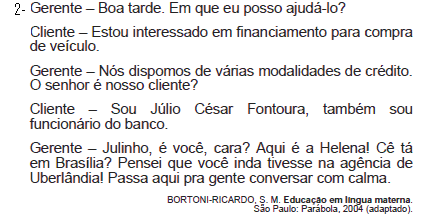 2- Gerente – Boa tarde. Em que eu posso ajudá-lo?
Cliente – Estou interessado em financiamento para compra
de veículo.
Gerente – Nós dispomos de várias modalidades de crédito.
O senhor é nosso cliente?
Cliente – Sou Júlio César Fontoura, também sou
funcionário do banco.
Gerente – Julinho, é você, cara? Aqui é a Helena! Cê tá
em Brasília? Pensei que você inda tivesse na agência de
Uberlândia! Passa aqui pra gente conversar com calma.
BORTONI-RICARDO, S. M. Educação em língua materna.
São Paulo: Parábola, 2004 (adaptado).